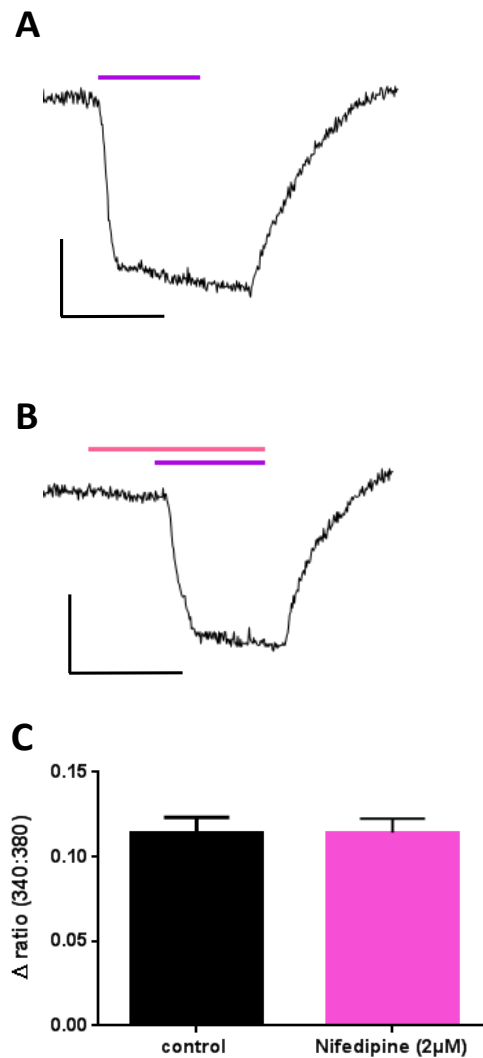 A
B
C
0.15
0.10
0.05
0.00
Δ ratio (340:380)
control
Nifedipine (2µM)